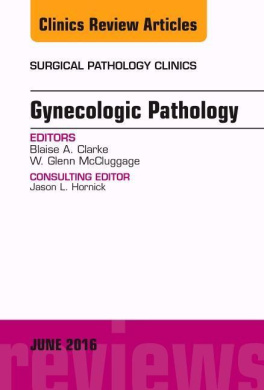 Clinics Review Articles
SURGICAL PATHOLOGY CLINICS
Gynecologic Pathology
EDITORS
Blaise A. Clarke
W. Glenn McCluggage
CONSULTING EDITOR
Jason L. Hornick
JUNE 2016
reviews